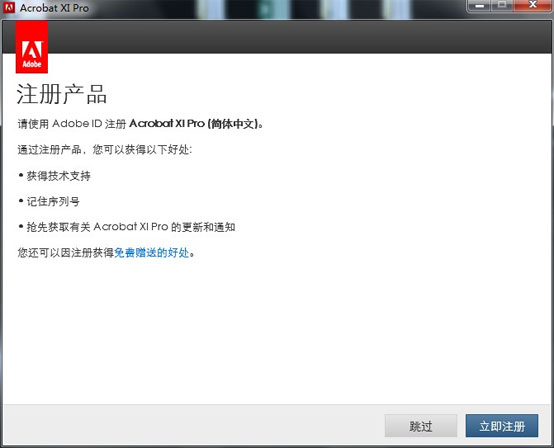 Acrobat XI Pro
Adobe
注册产品
请使用 Adobe ID 注册 Acrobat XI Pro (简体中文)。
通过注册产品，您可以获得以下好处:
• 获得技术支持
• 记住序列号
• 抢先获取有关 Acrobat XI Pro 的更新和通知
您还可以因注册获得免费赠送的好处。
跳过 立即注册